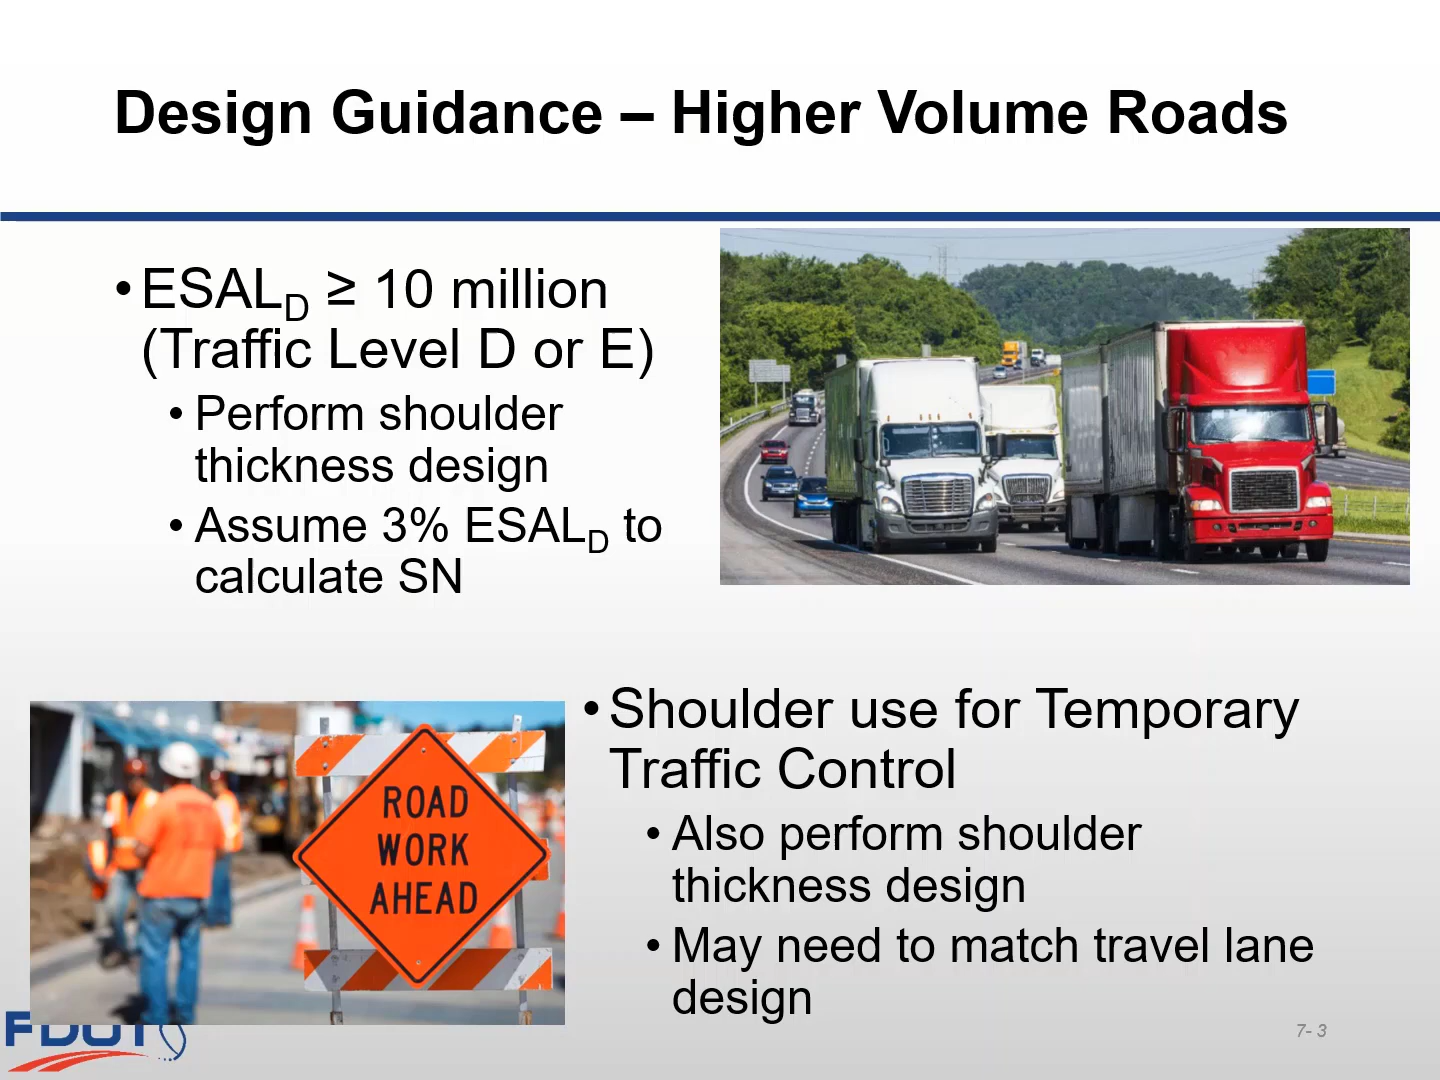 Design Guidance – Higher Volume Roads
• ESALD ≥ 10 million
(Traffic Level D or E)
• Perform shoulder
thickness design
• Assume 3% ESALD to
calculate SN
• Shoulder use for Temporary
Traffic Control
• Also perform shoulder
thickness design
• May need to match travel lane
design
ROAD
WORK
AHEAD
FDOT
7- 3